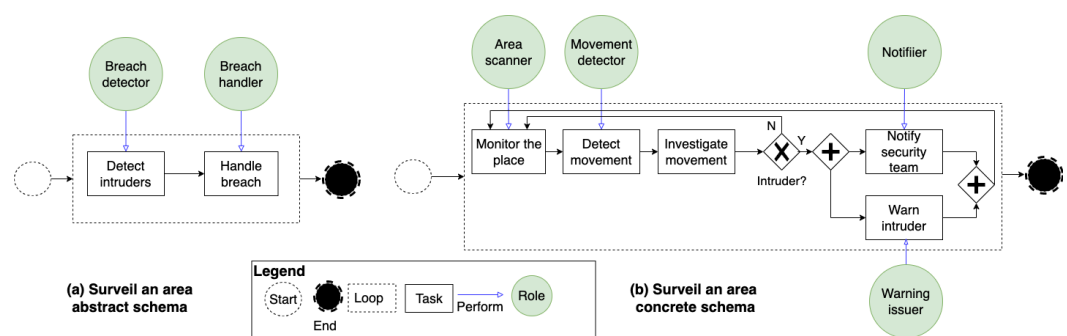 Breach
detector
Breach
handler
Detect
intruders
Handle
breach
(a) Surveil an area
abstract schema
Area
scanner
Movement
detector
Notifiier
Monitor the
place
Detect
movement
Investigate
movement
N
Y
Intruder?
Notify
security
team
Warn
intruder
Warning
issuer
(b) Surveil an area
concrete schema
Legend
Start
End
Loop
Task
Perform
Role